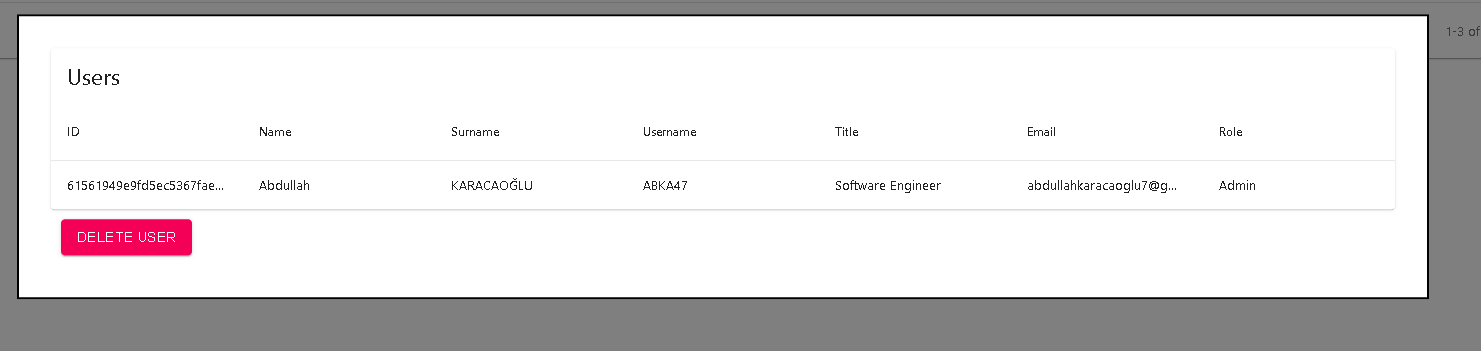 1-3 of
Users
ID Name Surname Username Title Email Role
61561949e9fd5ec5367fae... Abdullah KARACAOĞLU ABKA47 Software Engineer abdullahkaracaoglu7@g... Admin
DELETE USER